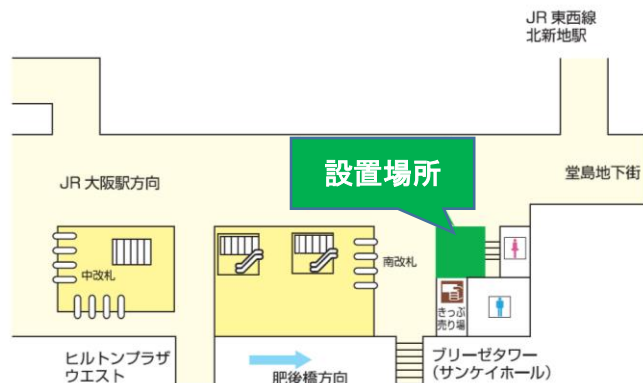 JR 東西線
北新地駅
設置場所
堂島地下街
JR 大阪駅方向
中改札
南改札
きっぷ
売り場
ヒルトンプラザ
ウエスト
肥後橋方向
ブリーゼタワー
(サンケイホール)